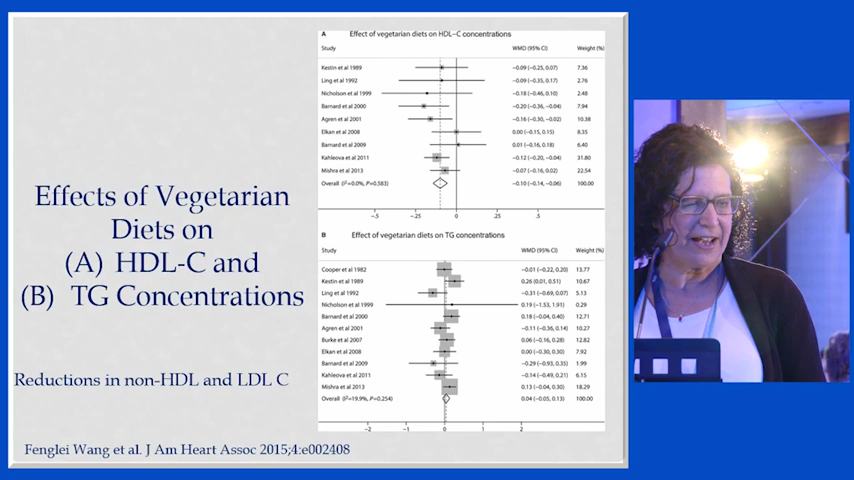 Effects of Vegetarian
Diets on
(A) HDL-C and
(B) TG Concentrations
Reductions in non-HDL and LDL C
Fenglei Wang et al. J Am Heart Assoc 2015;4:e002408
A Effect of vegetarian diets on HDL-C concentrations
Study WMD (95% CI) Weight (%)
Kestin et al 1989 −0.09 (−0.25, 0.07) 7.36
Ling et al 1992 −0.09 (−0.35, 0.17) 2.76
Nicholson et al 1999 −0.18 (−0.46, 0.10) 2.48
Barnard et al 2000 −0.20 (−0.36, −0.04) 7.94
Agren et al 2001 −0.16 (−0.30, −0.02) 10.38
Elkan et al 2008 0.00 (−0.15, 0.15) 8.35
Barnard et al 2009 0.01 (−0.16, 0.18) 6.40
Kahleova et al 2011 −0.12 (−0.20, −0.04) 31.80
Mishra et al 2013 −0.07 (−0.16, 0.02) 22.54
Overall (I²=0.0%, P=0.583) −0.10 (−0.14, −0.06) 100.00
−.5 −.25 0 .25 .5
B Effect of vegetarian diets on TG concentrations
Study WMD (95% CI) Weight (%)
Cooper et al 1982 −0.01 (−0.22, 0.20) 13.77
Kestin et al 1989 0.26 (0.01, 0.51) 10.67
Ling et al 1992 −0.31 (−0.69, 0.07) 5.13
Nicholson et al 1999 0.19 (−1.53, 1.91) 0.29
Barnard et al 2000 0.18 (−0.04, 0.40) 12.71
Agren et al 2001 −0.11 (−0.36, 0.14) 10.27
Burke et al 2007 0.06 (−0.16, 0.28) 12.82
Elkan et al 2008 0.00 (−0.30, 0.30) 7.92
Barnard et al 2009 −0.29 (−0.93, 0.35) 1.99
Kahleova et al 2011 −0.14 (−0.49, 0.21) 6.15
Mishra et al 2013 0.13 (−0.04, 0.30) 18.29
Overall (I²=19.9%, P=0.254) 0.04 (−0.05, 0.13) 100.00
−2 −1 0 1 2